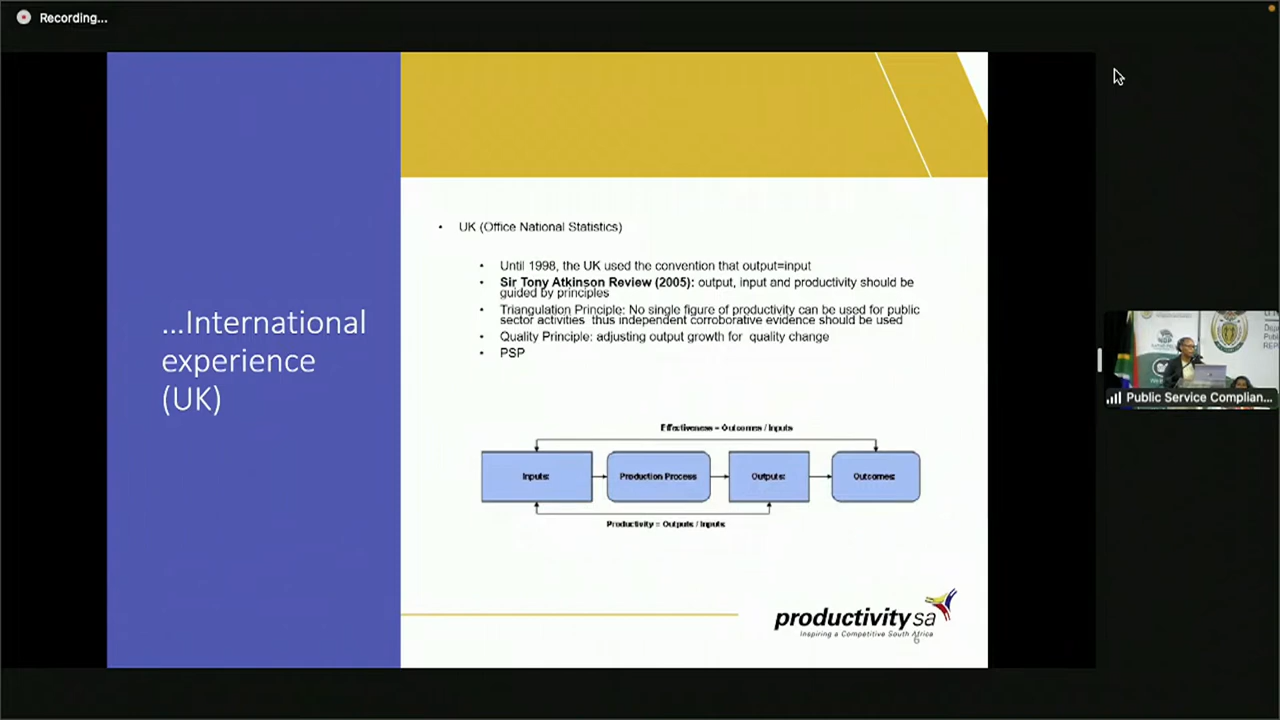 Recording...
...International
experience
(UK)
• UK (Office National Statistics)
• Until 1998, the UK used the convention that output=input
• Sir Tony Atkinson Review (2005): output, input and productivity should be
guided by principles
• Triangulation Principle: No single figure of productivity can be used for public
sector activities thus independent corroborative evidence should be used
• Quality Principle: adjusting output growth for quality change
• PSP
Effectiveness = Outcomes / Inputs
Inputs:
Production Process
Outputs:
Outcomes:
Productivity = Outputs / Inputs
productivity sa
Inspiring a Competitive South Africa
6
Public Service Complian...